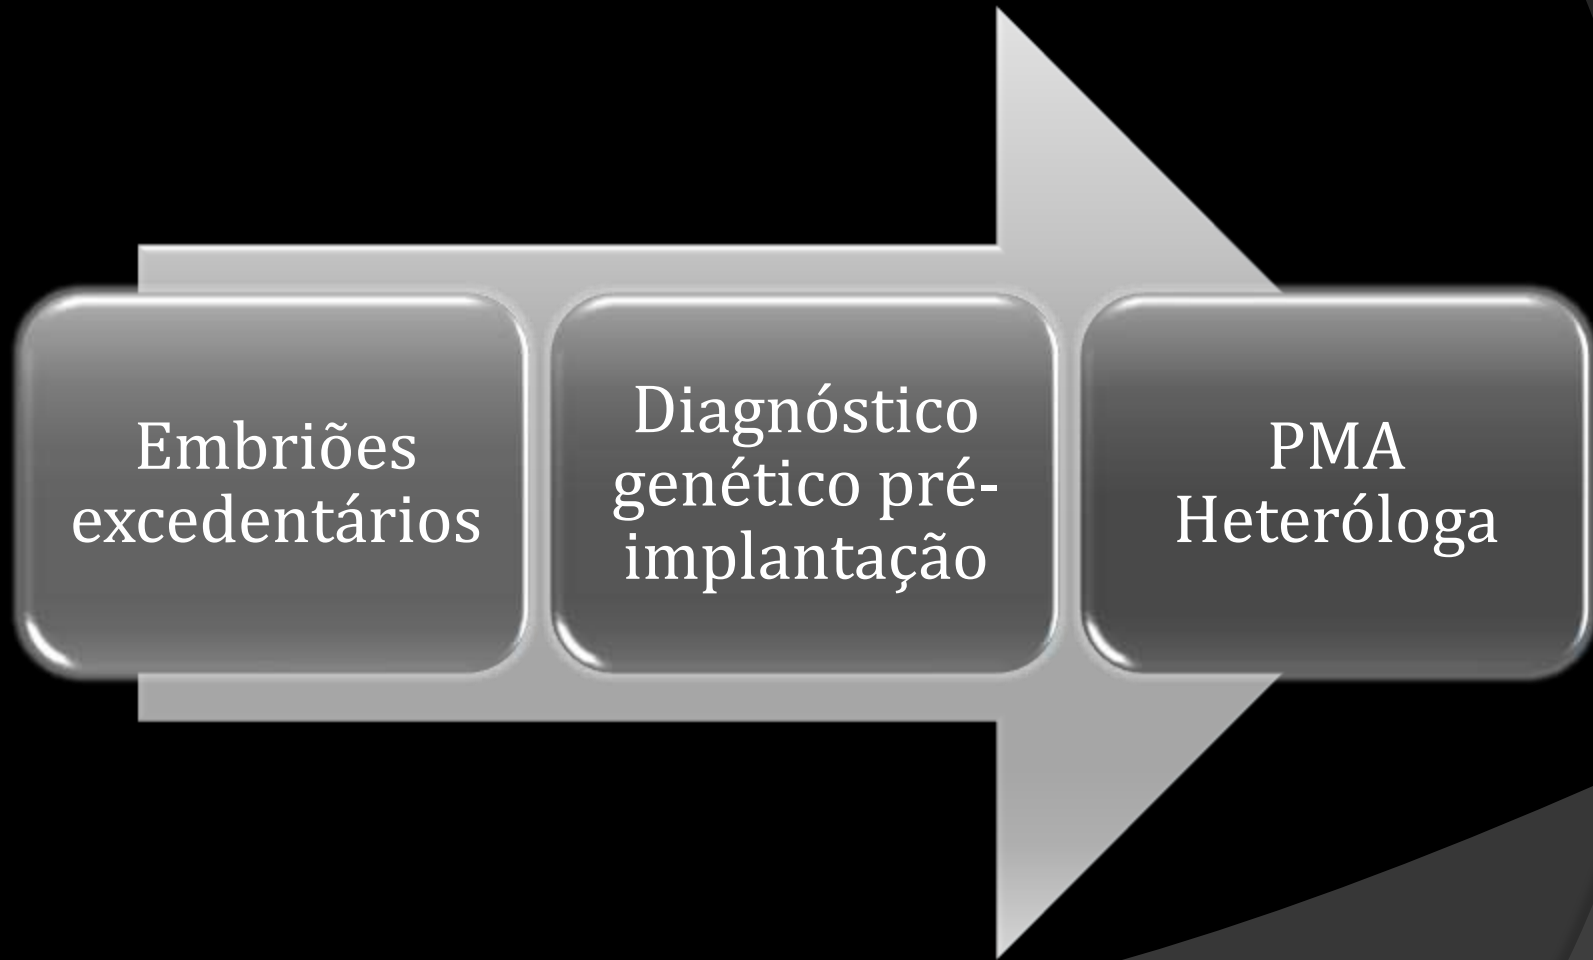 Embriões
excedentários
Diagnóstico
genético pré-
implantação
PMA
Heteróloga